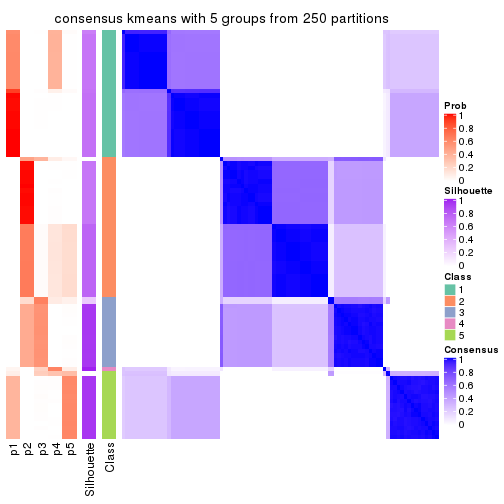 consensus kmeans with 5 groups from 250 partitions
Prob
1
0.8
0.6
0.4
0.2
0
Silhouette
1
0.8
0.6
0.4
0.2
0
Class
1
2
3
4
5
Consensus
1
0.8
0.6
0.4
0.2
0
p1
p2
p3
p4
p5
Silhouette
Class